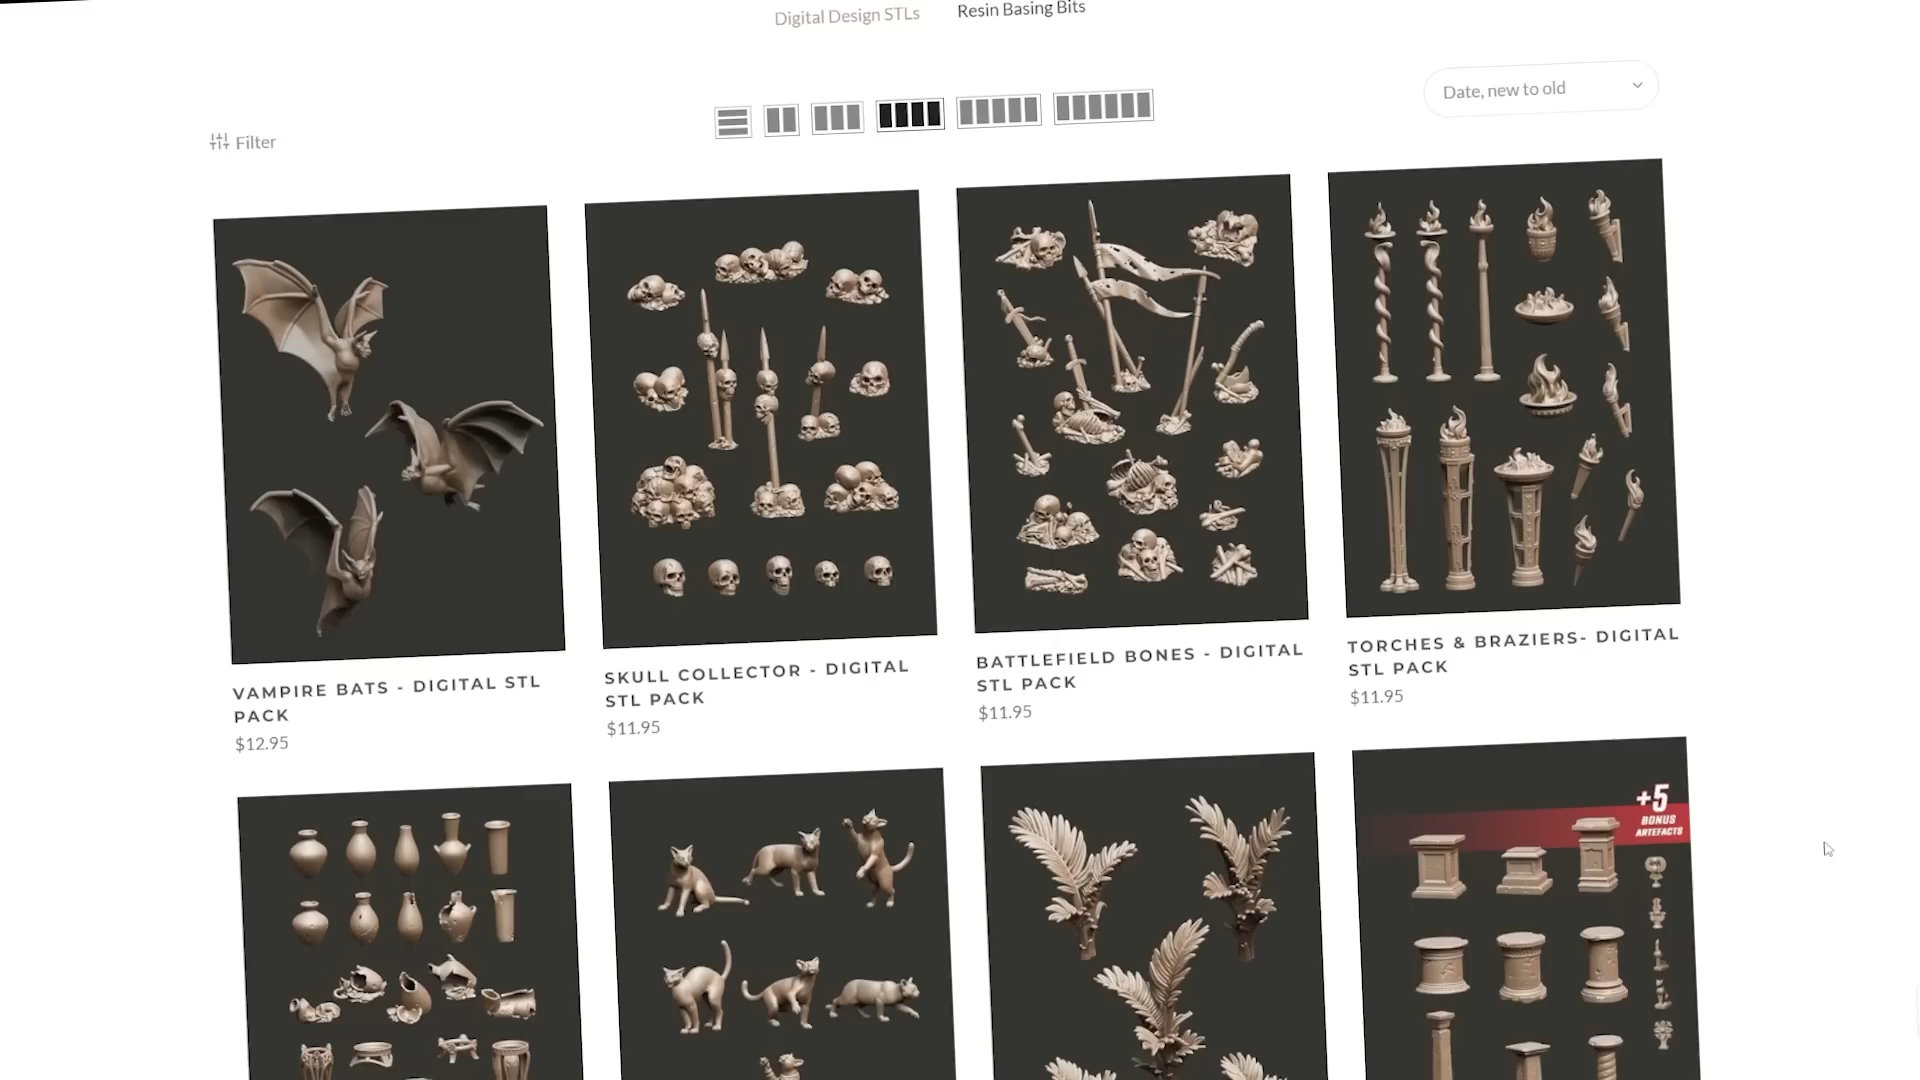 Digital Design STLs
Resin Basing Bits
Filter
Date, new to old
VAMPIRE BATS - DIGITAL STL
PACK
$12.95
SKULL COLLECTOR - DIGITAL
STL PACK
$11.95
BATTLEFIELD BONES - DIGITAL
STL PACK
$11.95
TORCHES & BRAZIERS- DIGITAL
STL PACK
$11.95
+5
BONUS
ARTEFACTS